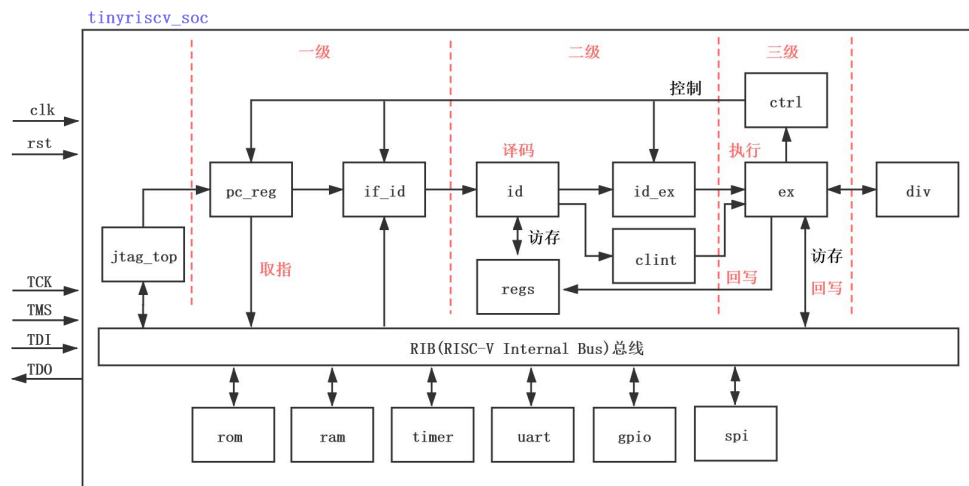 tinyriscv_soc
一级
二级
三级
控制
ctrl
clk
rst
译码
执行
pc_reg
if_id
id
id_ex
ex
div
jtag_top
取指
访存
clint
访存
regs
回写
回写
TCK
TMS
TDI
TDO
RIB(RISC-V Internal Bus)总线
rom
ram
timer
uart
gpio
spi